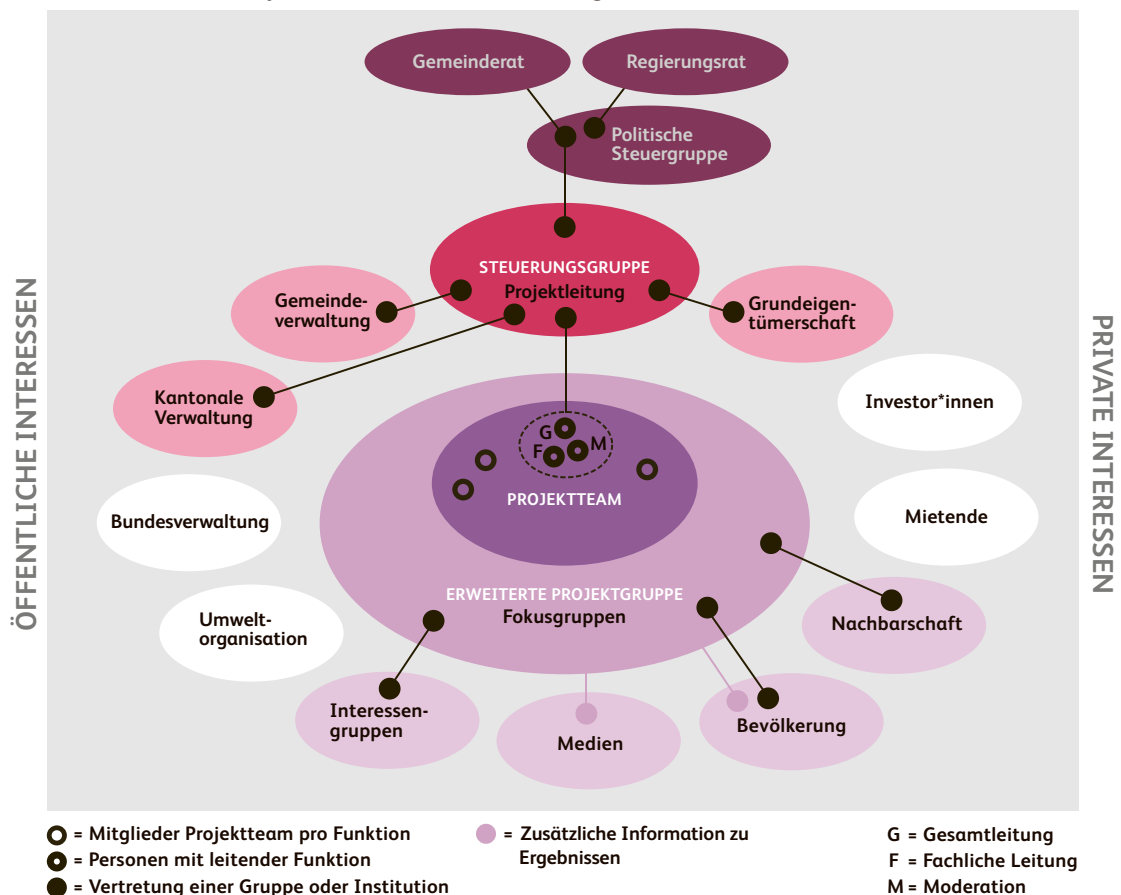 Gemeinderat
Regierungsrat
Politische
Steuergruppe
STEUERUNGSGRUPPE
Projektleitung
Gemeinde-
verwaltung
Grundeigen-
tümerschaft
Kantonale
Verwaltung
Investor*innen
ÖFFENTLICHE INTERESSEN
PRIVATE INTERESSEN
G
F
M
PROJEKTTEAM
Bundesverwaltung
Mietende
ERWEITERTE PROJEKTGRUPPE
Fokusgruppen
Umwelt-
organisation
Nachbarschaft
Interessen-
gruppen
Medien
Bevölkerung
= Mitglieder Projektteam pro Funktion
= Personen mit leitender Funktion
= Vertretung einer Gruppe oder Institution
= Zusätzliche Information zu
Ergebnissen
G = Gesamtleitung
F = Fachliche Leitung
M = Moderation